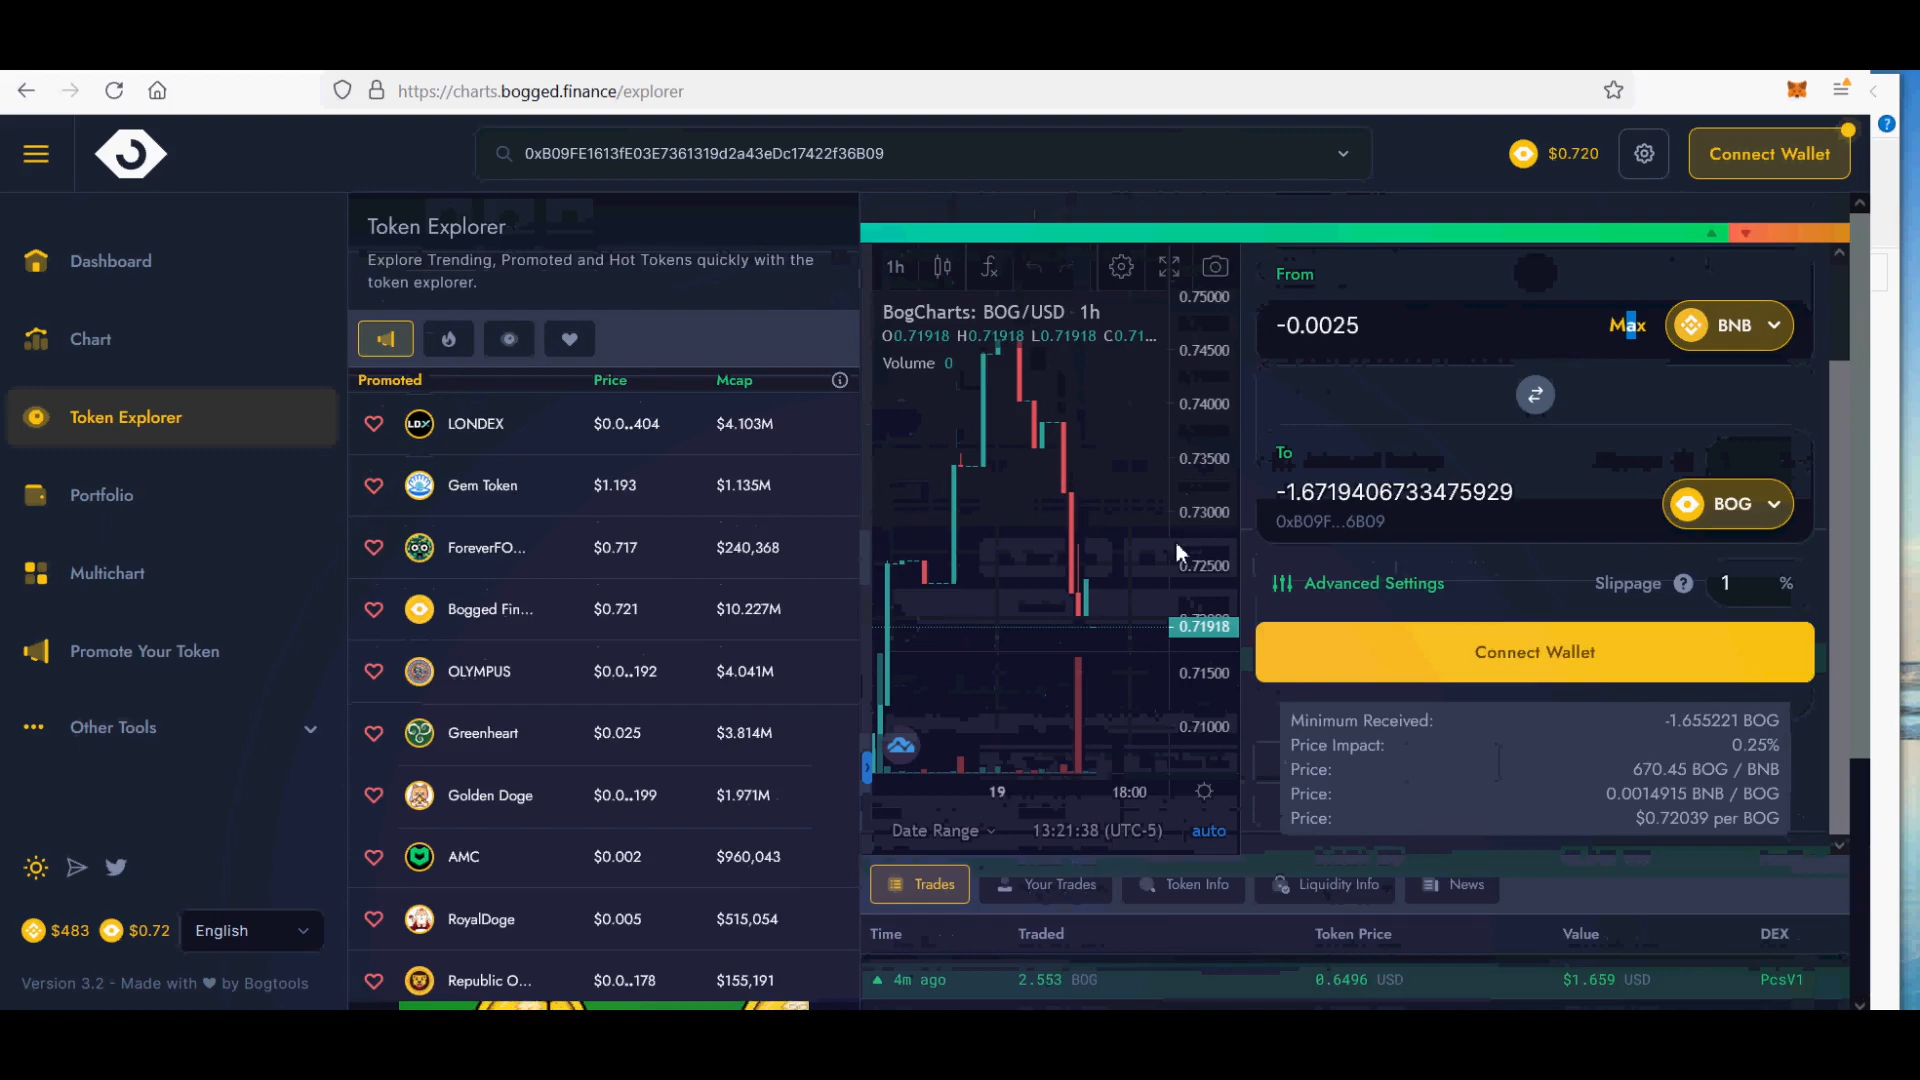 https://charts.bogged.finance/explorer
0xB09FE1613fE03E7361319d2a43eDc17422f36B09
$0.720
Connect Wallet
Dashboard
Chart
Token Explorer
Portfolio
Multichart
Promote Your Token
Other Tools
$483 $0.72 English
Version 3.2 - Made with ❤ by Bogtools
Token Explorer
Explore Trending, Promoted and Hot Tokens quickly with the
token explorer.
Promoted Price Mcap
LONDEX $0.0..404 $4.103M
Gem Token $1.193 $1.135M
ForeverFO... $0.717 $240,368
Bogged Fin... $0.721 $10.227M
OLYMPUS $0.0..192 $4.041M
Greenheart $0.025 $3.814M
Golden Doge $0.0..199 $1.971M
AMC $0.002 $960,043
RoyalDoge $0.005 $515,054
Republic O... $0.0..178 $155,191
1h
BogCharts: BOG/USD · 1h
O0.71918 H0.71918 L0.71918 C0.71...
Volume 0
0.75000
0.74500
0.74000
0.73500
0.73000
0.72500
0.71918
0.71500
0.71000
19 18:00
Date Range 13:21:38 (UTC-5) auto
From
-0.0025 Max BNB
To
-1.6719406733475929 BOG
0xB09F...6B09
Advanced Settings Slippage ? 1 %
Connect Wallet
Minimum Received: -1.655221 BOG
Price Impact: 0.25%
Price: 670.45 BOG / BNB
Price: 0.0014915 BNB / BOG
Price: $0.72039 per BOG
Trades Your Trades Token Info Liquidity Info News
Time Traded Token Price Value DEX
4m ago 2.553 BOG 0.6496 USD $1.659 USD PcsV1